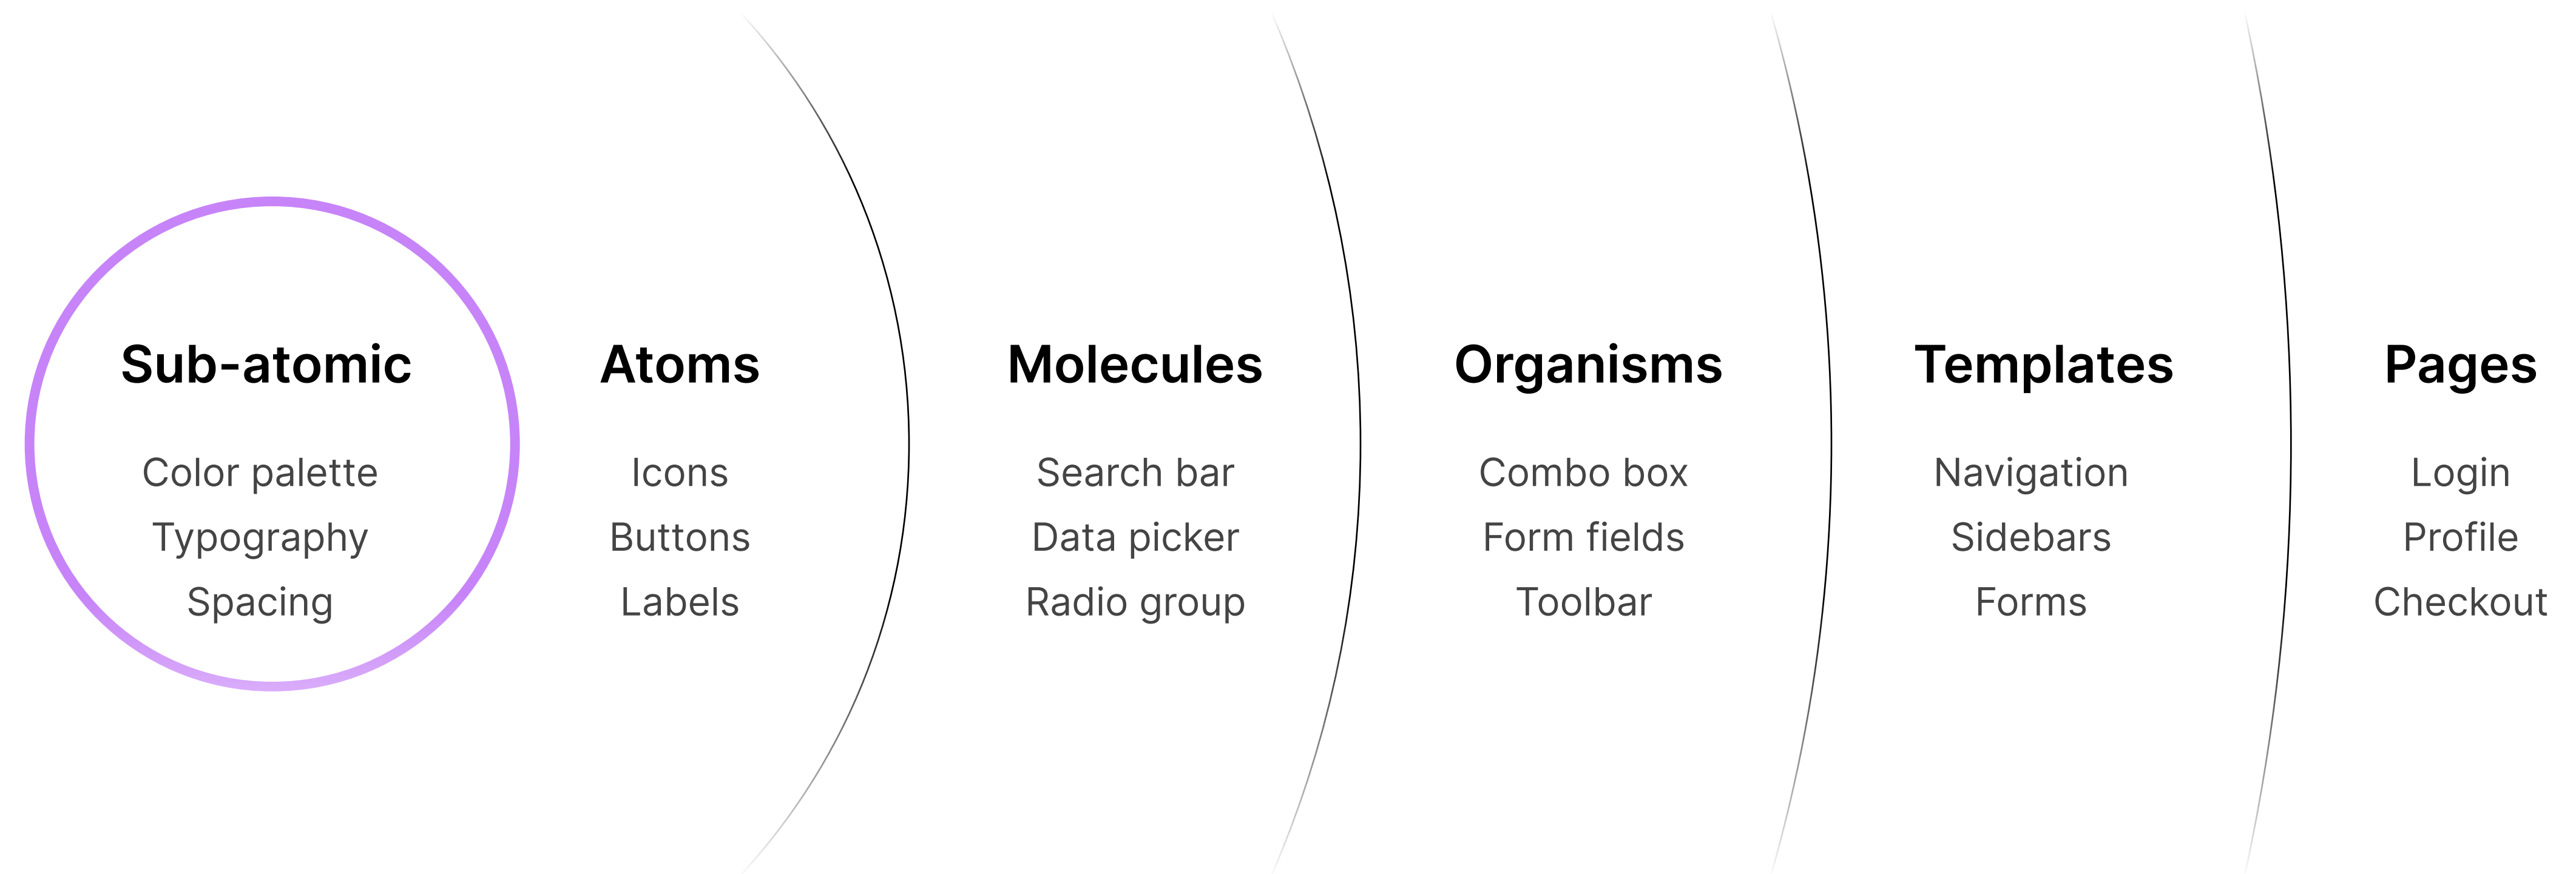 Sub-atomic
Color palette
Typography
Spacing
Atoms
Icons
Buttons
Labels
Molecules
Search bar
Data picker
Radio group
Organisms
Combo box
Form fields
Toolbar
Templates
Navigation
Sidebars
Forms
Pages
Login
Profile
Checkout